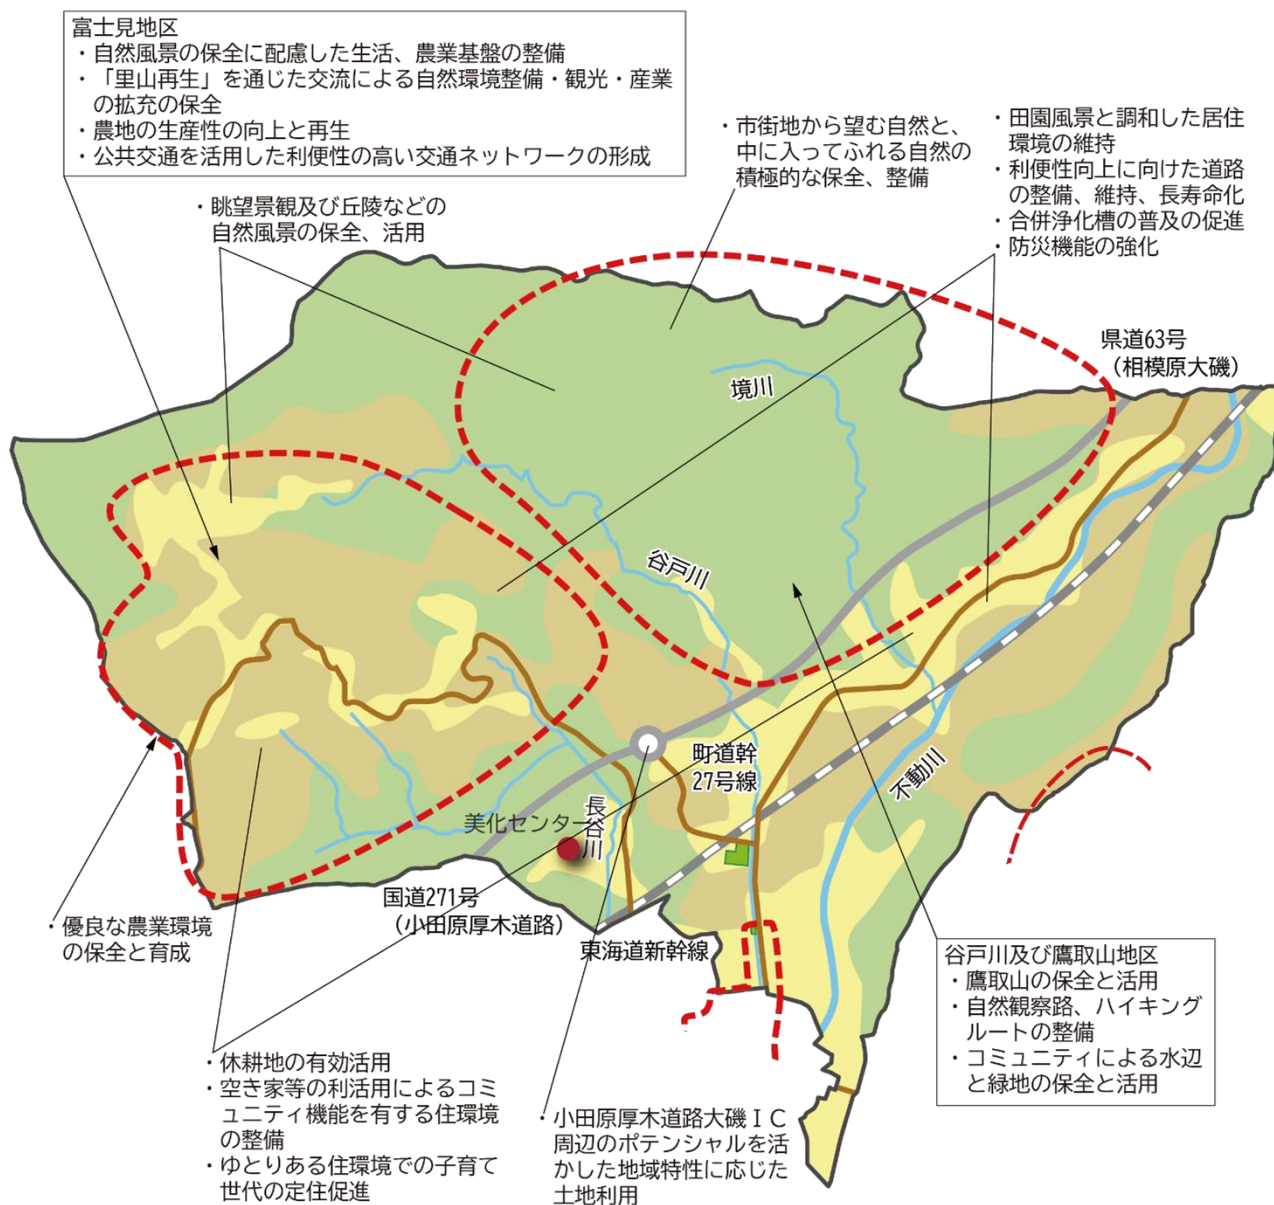 富士見地区
・自然風景の保全に配慮した生活、農業基盤の整備
・「里山再生」を通じた交流による自然環境整備・観光・産業
の拡充の保全
・農地の生産性の向上と再生
・公共交通を活用した利便性の高い交通ネットワークの形成
・眺望景観及び丘陵などの
自然風景の保全、活用
・市街地から望む自然と、
中に入ってふれる自然の
積極的な保全、整備
・田園風景と調和した居住
環境の維持
・利便性向上に向けた道路
の整備、維持、長寿命化
・合併浄化槽の普及の促進
・防災機能の強化
県道63号
（相模原大磯）
境川
谷戸川
町道幹
27号線
不動川
長谷川
美化センター
国道271号
（小田原厚木道路）
東海道新幹線
・優良な農業環境
の保全と育成
・休耕地の有効活用
・空き家等の利活用によるコミ
ュニティ機能を有する住環境
の整備
・ゆとりある住環境での子育て
世代の定住促進
・小田原厚木道路大磯ＩＣ
周辺のポテンシャルを活
かした地域特性に応じた
土地利用
谷戸川及び鷹取山地区
・鷹取山の保全と活用
・自然観察路、ハイキング
ルートの整備
・コミュニティによる水辺
と緑地の保全と活用